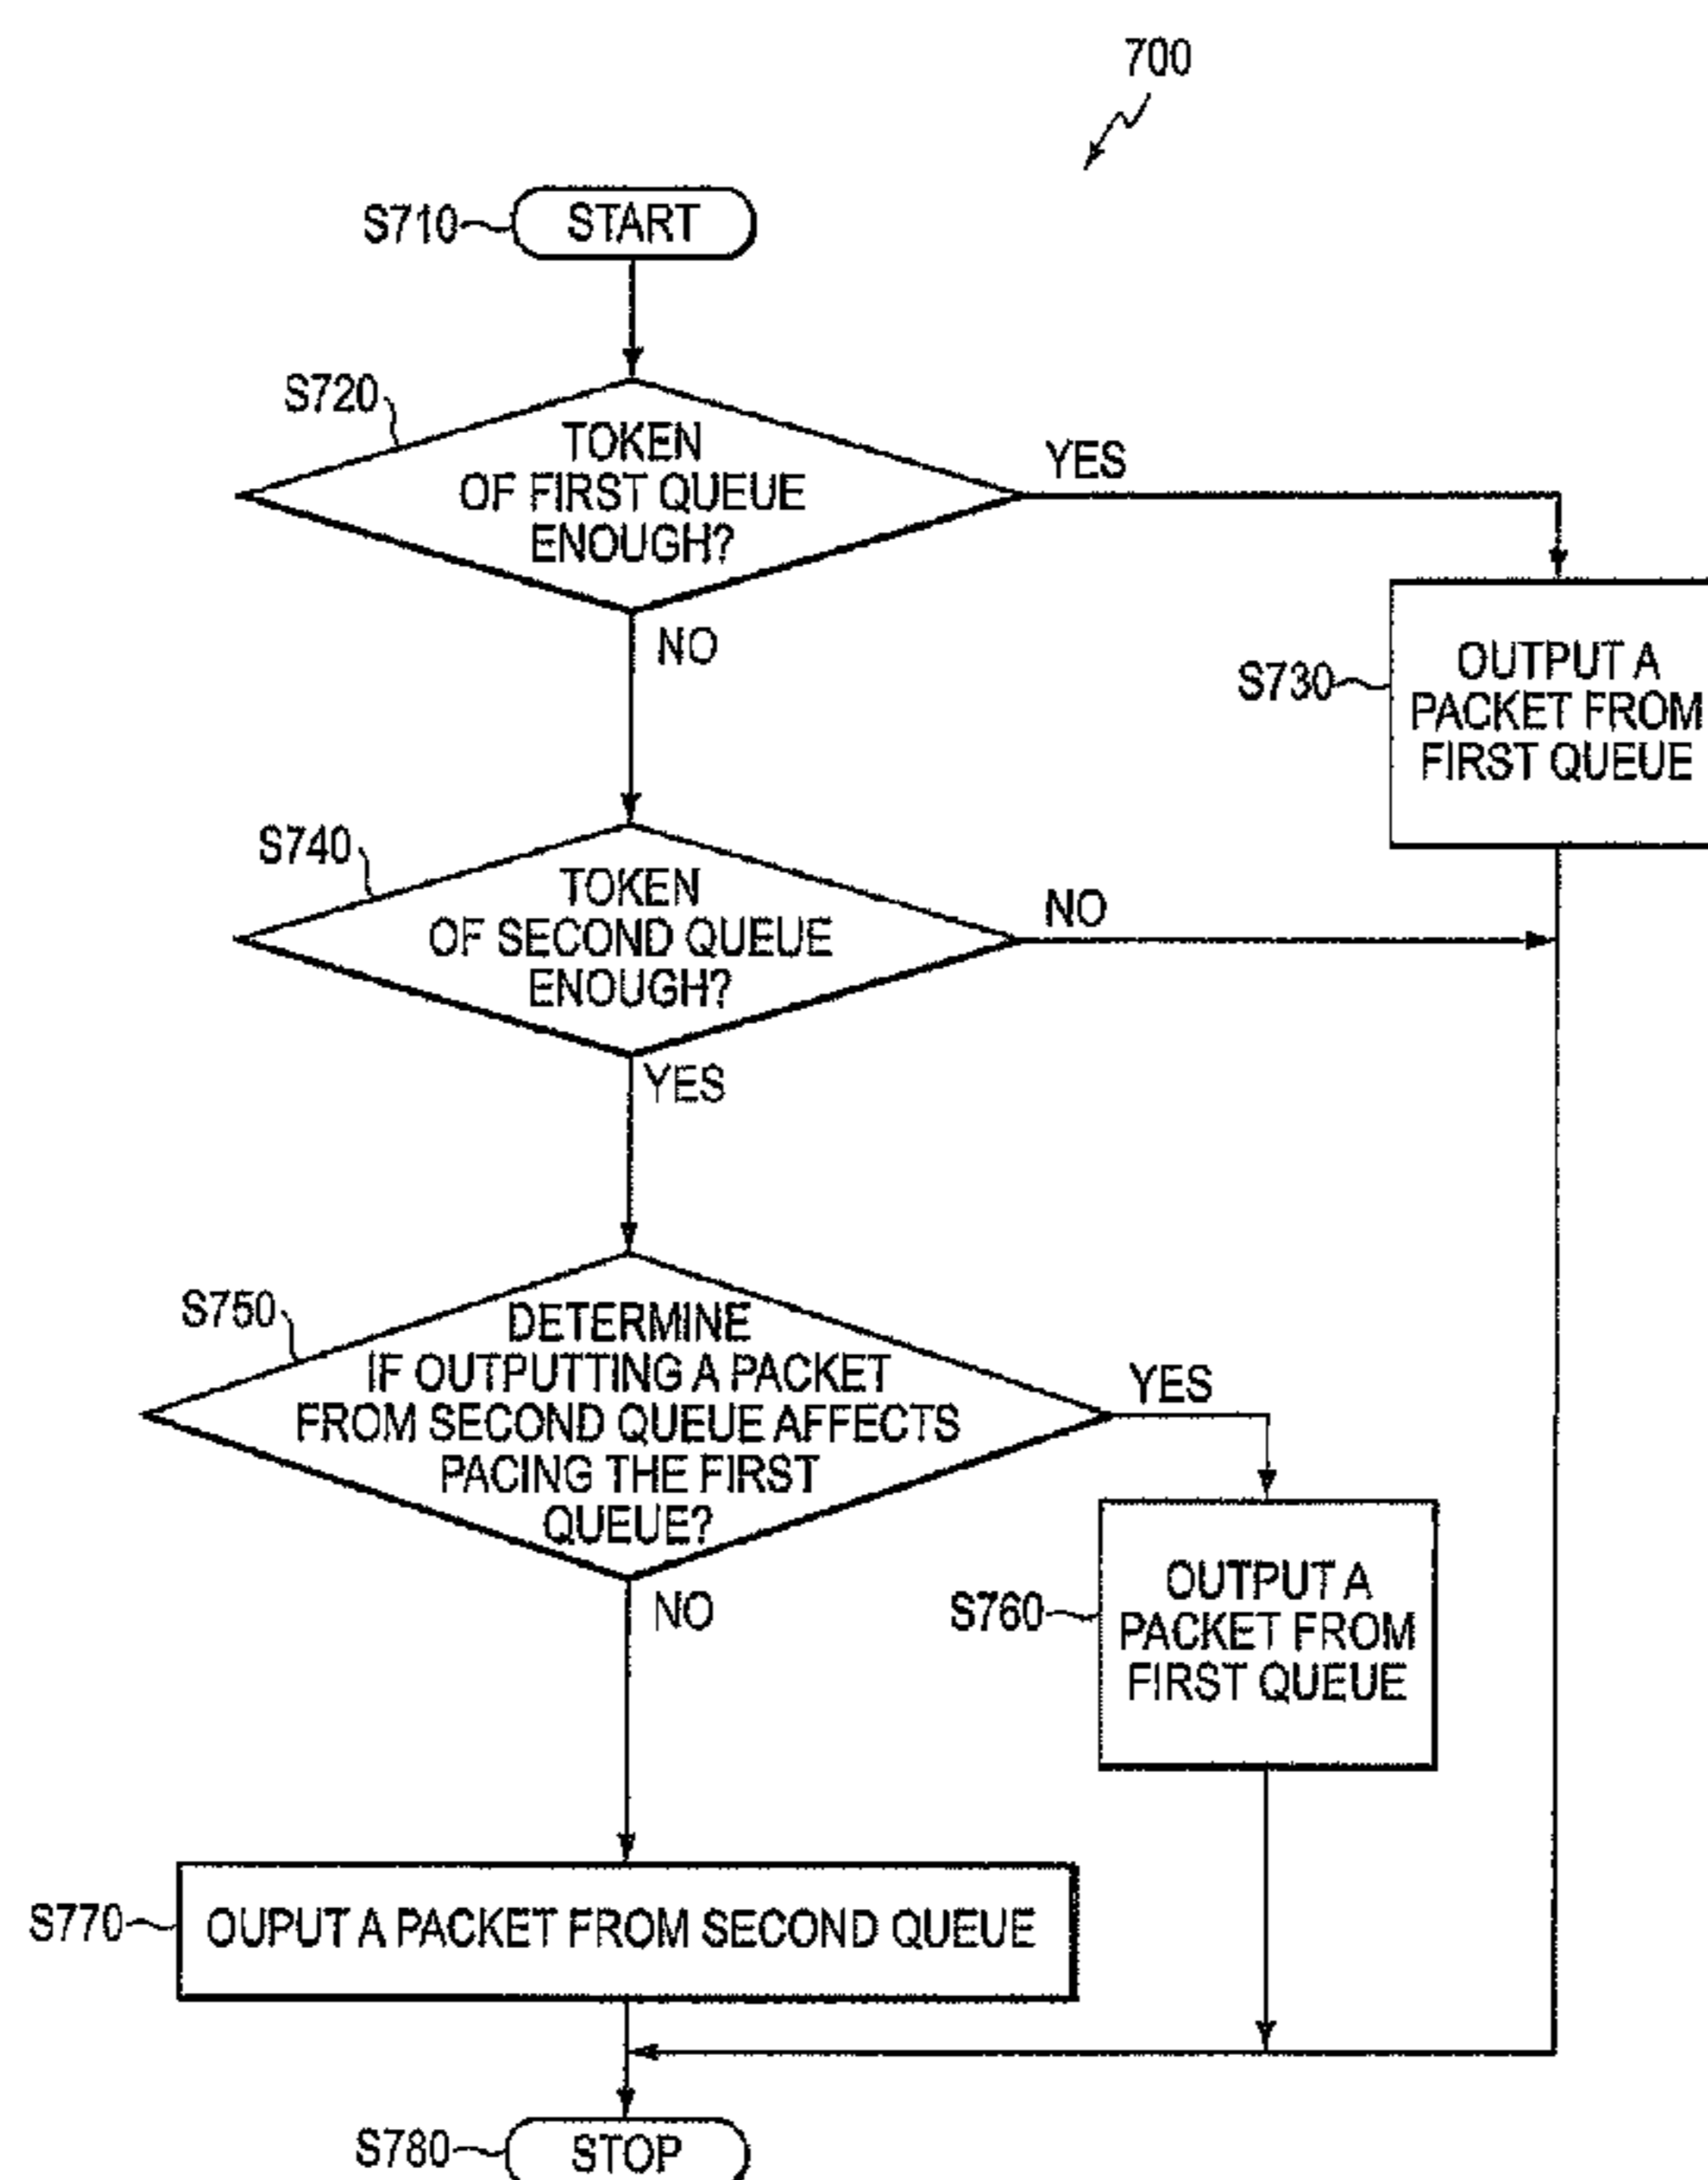 700
S710
START
S720
TOKEN
OF FIRST QUEUE
ENOUGH?
YES
NO
S730
OUTPUT A
PACKET FROM
FIRST QUEUE
S740
TOKEN
OF SECOND QUEUE
ENOUGH?
NO
YES
S750
DETERMINE
IF OUTPUTTING A PACKET
FROM SECOND QUEUE AFFECTS
PACING THE FIRST
QUEUE?
YES
NO
S760
OUTPUT A
PACKET FROM
FIRST QUEUE
S770
OUPUT A PACKET FROM SECOND QUEUE
S780
STOP